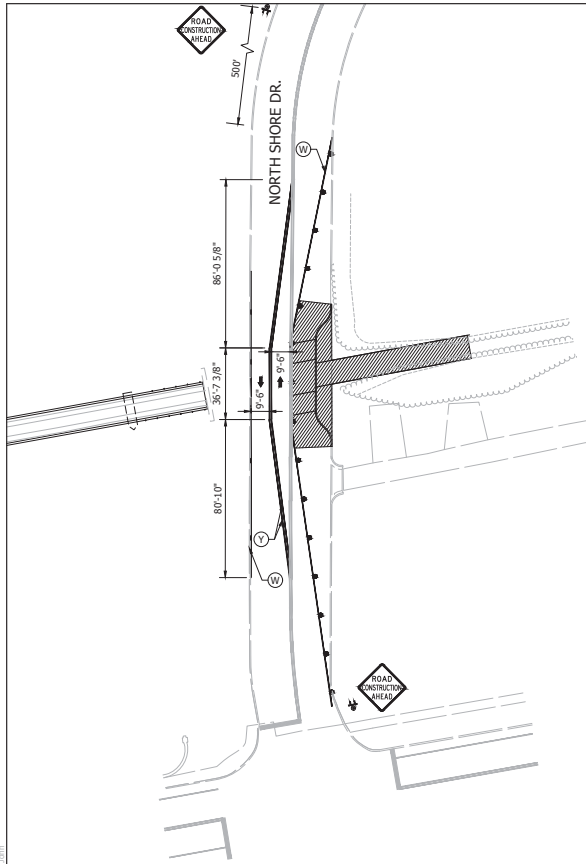 ROAD
CONSTRUCTION
AHEAD
500'
NORTH SHORE DR.
W
86'-0 5/8"
36'-7 3/8"
9'-6"
9'-6"
80'-10"
Y
W
ROAD
CONSTRUCTION
AHEAD